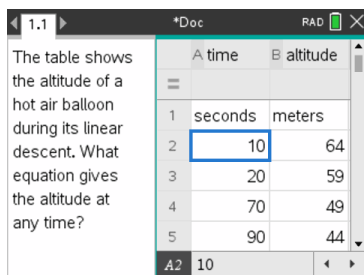 1.1 *Doc RAD
The table shows
the altitude of a
hot air balloon
during its linear
descent. What
equation gives
the altitude at
any time?
A time B altitude
=
1 seconds meters
2 10 64
3 20 59
4 70 49
5 90 44
A2 10